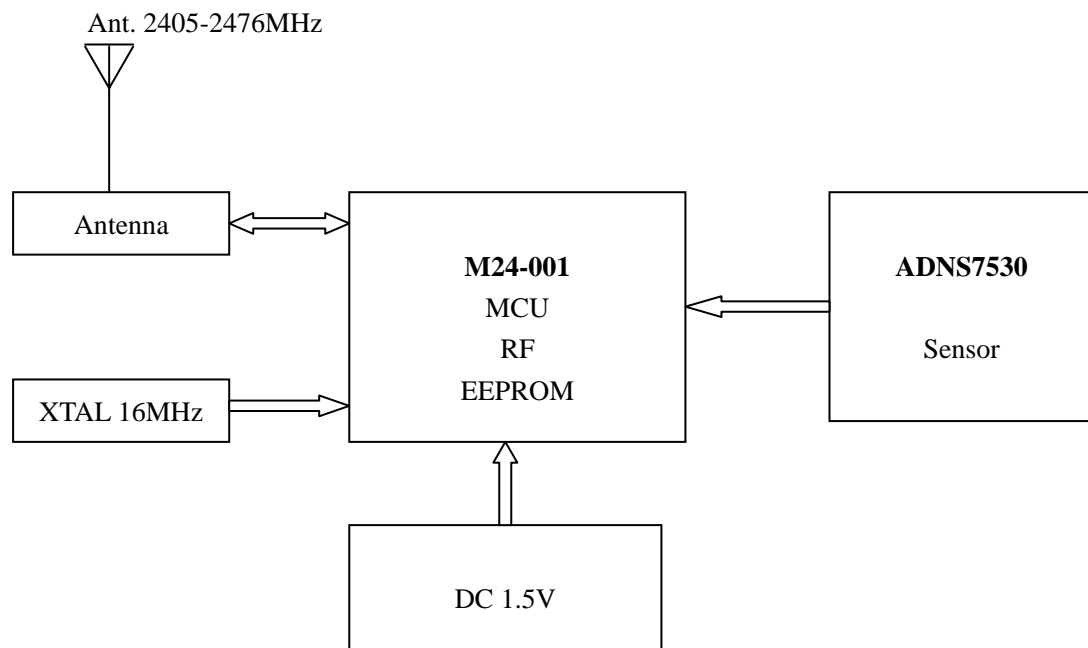 Ant. 2405-2476MHz
Antenna
M24-001
MCU
RF
EEPROM
ADNS7530
Sensor
XTAL 16MHz
DC 1.5V